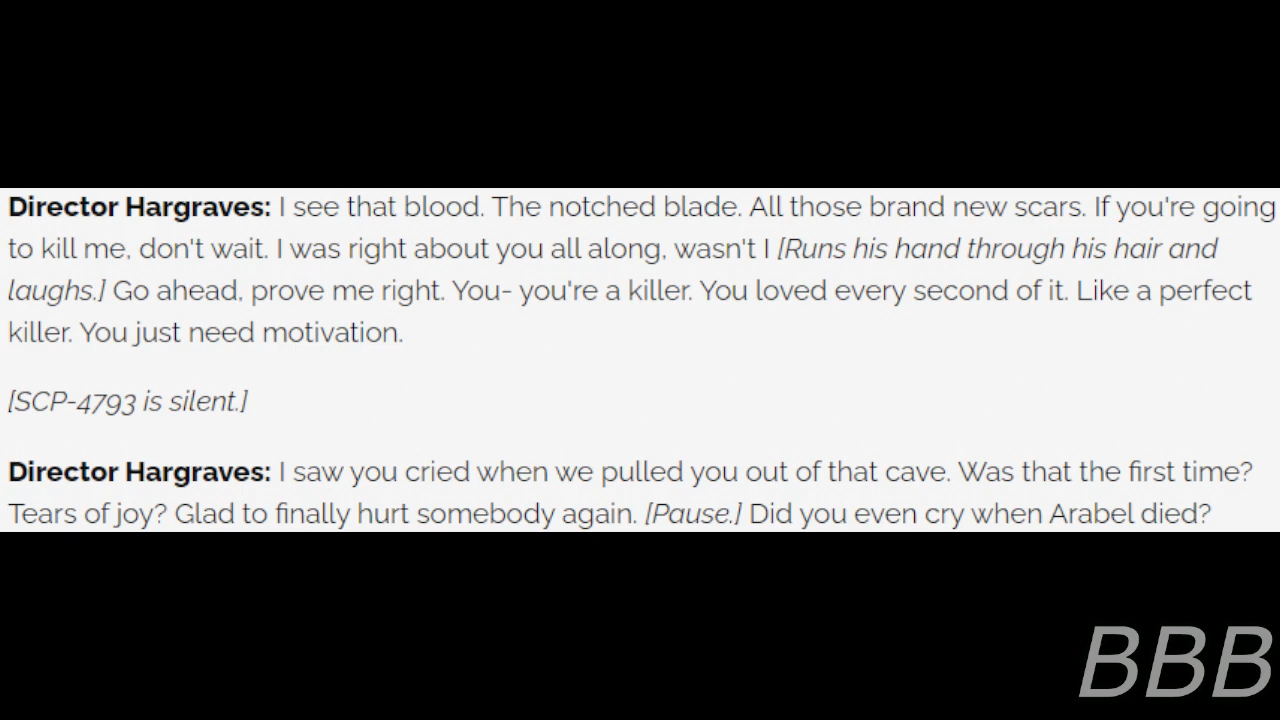 Director Hargraves: I see that blood. The notched blade. All those brand new scars. If you're going
to kill me, don't wait. I was right about you all along, wasn't I [Runs his hand through his hair and
laughs.] Go ahead, prove me right. You- you're a killer. You loved every second of it. Like a perfect
killer. You just need motivation.
[SCP-4793 is silent.]
Director Hargraves: I saw you cried when we pulled you out of that cave. Was that the first time?
Tears of joy? Glad to finally hurt somebody again. [Pause.] Did you even cry when Arabel died?
BBB